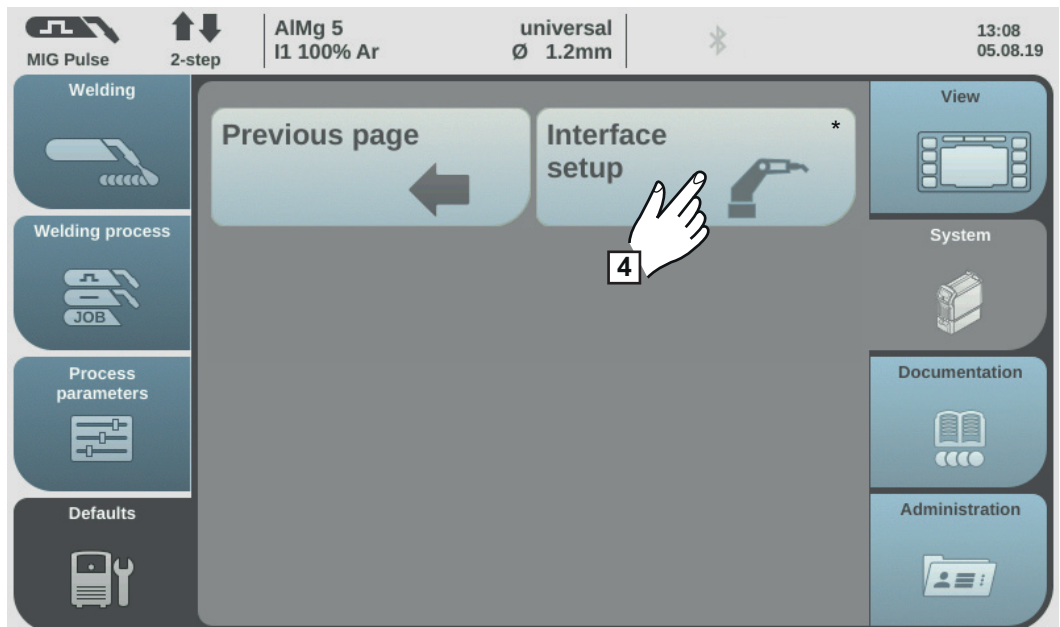 MIG Pulse
2-step
AlMg 5
I1 100% Ar
universal
Ø 1.2mm
13:08
05.08.19
Welding
Welding process
JOB
Process
parameters
Defaults
Previous page
Interface *
setup
4
View
System
Documentation
Administration